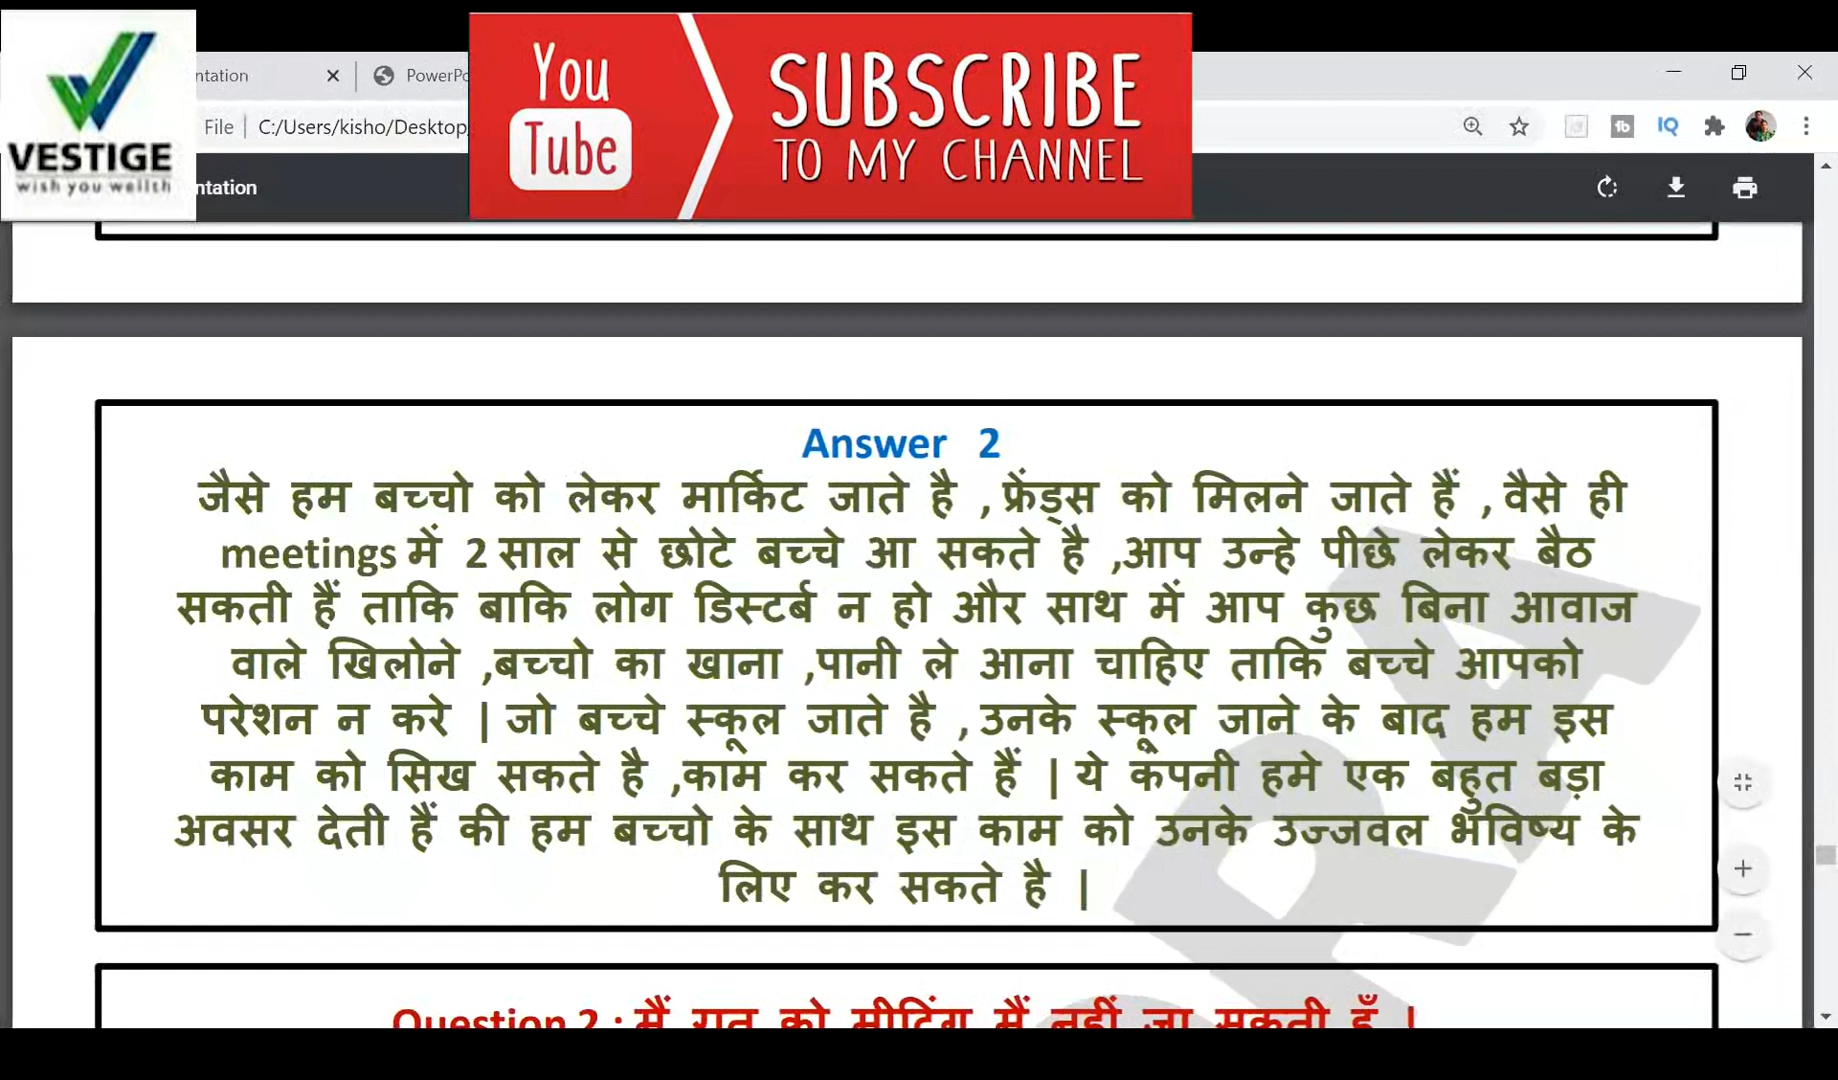 VESTIGE
wish you wellth
ntation
PowerPo
You
Tube
SUBSCRIBE
TO MY CHANNEL
File
C:/Users/kisho/Desktop
IQ
ntation
Answer 2
जैसे हम बच्चो को लेकर मार्किट जाते है , फ्रेंड्स को मिलने जाते हैं , वैसे ही
meetings में 2 साल से छोटे बच्चे आ सकते है ,आप उन्हे पीछे लेकर बैठ
सकती हैं ताकि बाकि लोग डिस्टर्ब न हो और साथ में आप कुछ बिना आवाज
वाले खिलोने ,बच्चो का खाना ,पानी ले आना चाहिए ताकि बच्चे आपको
परेशन न करे | जो बच्चे स्कूल जाते है , उनके स्कूल जाने के बाद हम इस
काम को सिख सकते है ,काम कर सकते हैं | ये कंपनी हमे एक बहुत बड़ा
अवसर देती हैं की हम बच्चो के साथ इस काम को उनके उज्जवल भविष्य के
लिए कर सकते है |
Question 2 : मैं रात को मीटिंग मैं नहीं जा सकती हूँ |